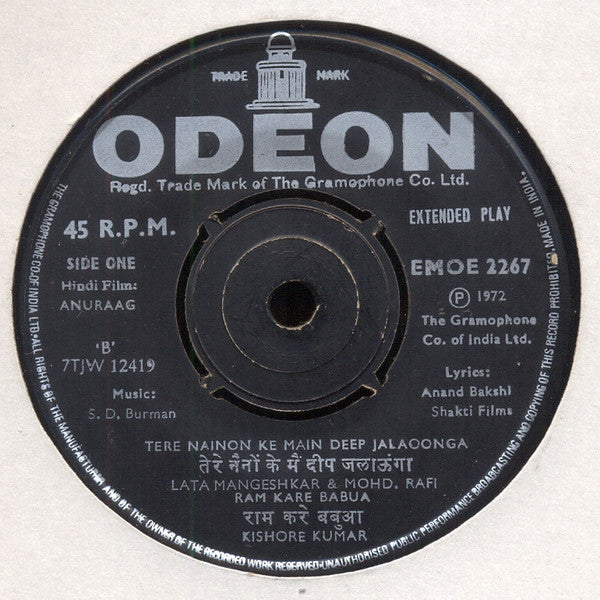 TRADE MARK
ODEON
Regd. Trade Mark of The Gramophone Co. Ltd.
45 R.P.M.
SIDE ONE
Hindi Film:
ANURAAG
'B'
7TJW 12419
Music:
S. D. Burman
EXTENDED PLAY
EMOE 2267
Ⓟ 1972
The Gramophone
Co. of India Ltd.
Lyrics:
Anand Bakshi
Shakti Films
TERE NAINON KE MAIN DEEP JALAOONGA
तेरे नैनों के मैं दीप जलाऊंगा
LATA MANGESHKAR & MOHD. RAFI
RAM KARE BABUA
राम करे बबुआ
KISHORE KUMAR
THE GRAMOPHONE CO. OF INDIA LTD. ALL RIGHTS OF THE MANUFACTURER AND OF THE OWNER OF THE RECORDED WORK RESERVED-UNAUTHORISED PUBLIC PERFORMANCE BROADCASTING AND COPYING OF THIS RECORD PROHIBITED, MADE IN INDIA.